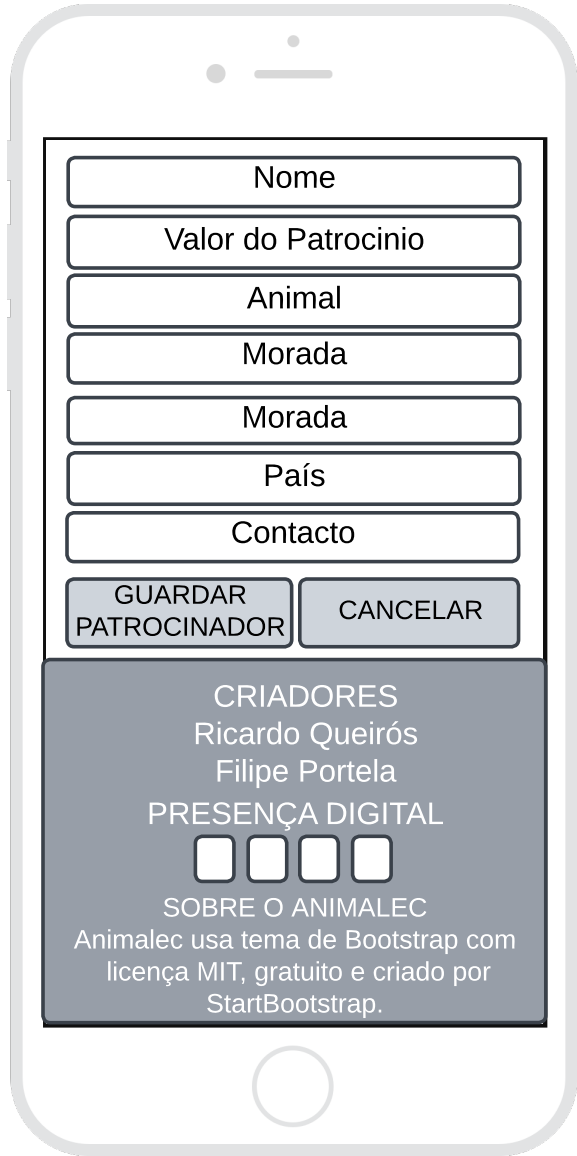 Nome
Valor do Patrocinio
Animal
Morada
Morada
País
Contacto
GUARDAR
PATROCINADOR
CANCELAR
CRIADORES
Ricardo Queirós
Filipe Portela
PRESENÇA DIGITAL
SOBRE O ANIMALEC
Animalec usa tema de Bootstrap com
licença MIT, gratuito e criado por
StartBootstrap.